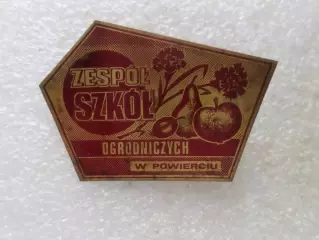 ZESPÓŁ
SZKÓŁ
OGRODNICZYCH
W POWIERCIU